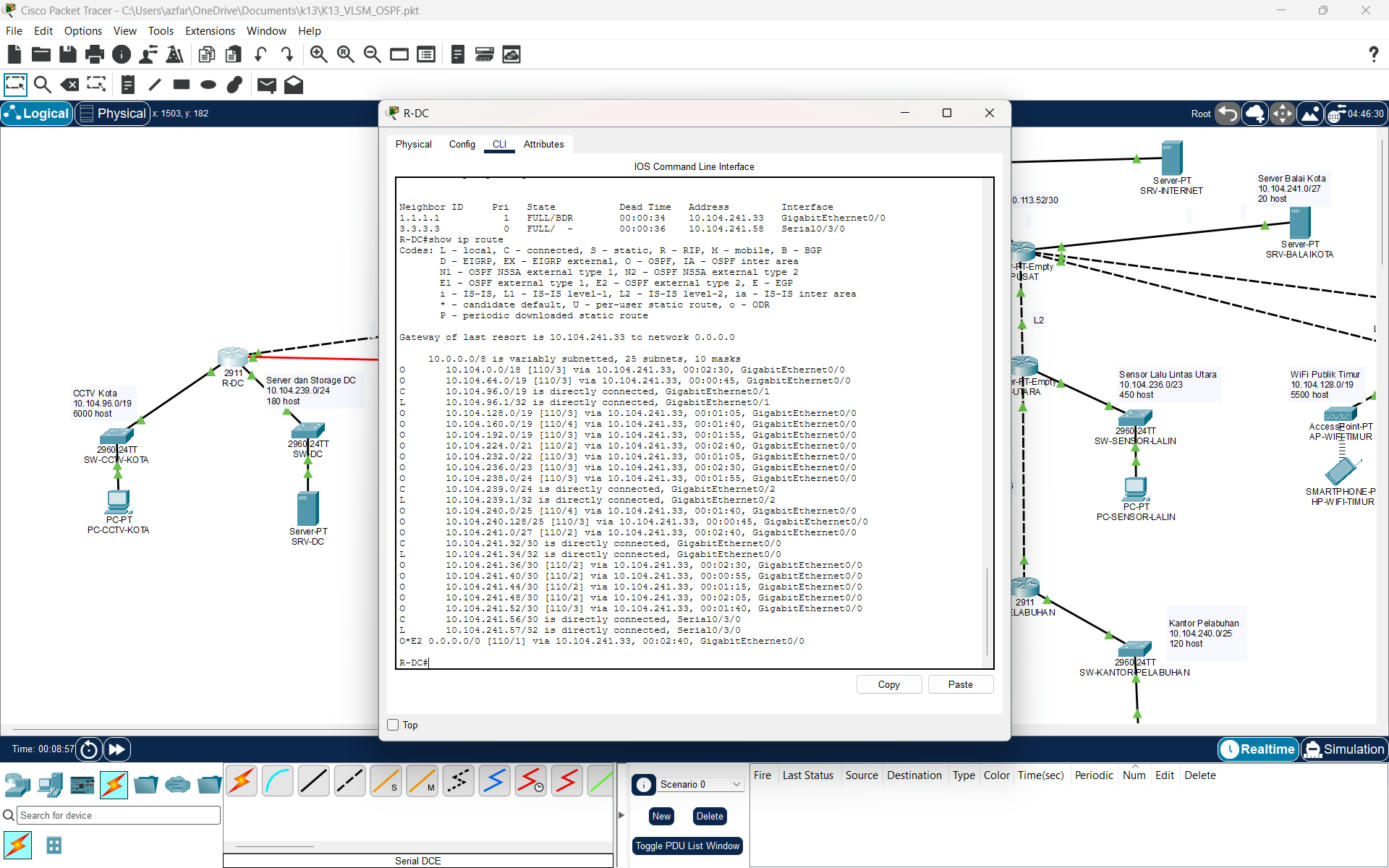 Cisco Packet Tracer - C:\Users\azfar\OneDrive\Documents\k13\K13_VLSM_OSPF.pkt
File Edit Options View Tools Extensions Window Help
Logical Physical x: 1503, y: 182
Root 04:46:30
R-DC
Physical Config CLI Attributes
IOS Command Line Interface
Neighbor ID Pri State Dead Time Address Interface
1.1.1.1 1 FULL/BDR 00:00:34 10.104.241.33 GigabitEthernet0/0
3.3.3.3 0 FULL/ - 00:00:36 10.104.241.58 Serial0/3/0
R-DC#show ip route
Codes: L - local, C - connected, S - static, R - RIP, M - mobile, B - BGP
D - EIGRP, EX - EIGRP external, O - OSPF, IA - OSPF inter area
N1 - OSPF NSSA external type 1, N2 - OSPF NSSA external type 2
E1 - OSPF external type 1, E2 - OSPF external type 2, E - EGP
i - IS-IS, L1 - IS-IS level-1, L2 - IS-IS level-2, ia - IS-IS inter area
* - candidate default, U - per-user static route, o - ODR
P - periodic downloaded static route
Gateway of last resort is 10.104.241.33 to network 0.0.0.0
10.0.0.0/8 is variably subnetted, 25 subnets, 10 masks
O 10.104.0.0/18 [110/3] via 10.104.241.33, 00:02:30, GigabitEthernet0/0
O 10.104.64.0/19 [110/3] via 10.104.241.33, 00:00:45, GigabitEthernet0/0
C 10.104.96.0/19 is directly connected, GigabitEthernet0/1
L 10.104.96.1/32 is directly connected, GigabitEthernet0/1
O 10.104.128.0/19 [110/3] via 10.104.241.33, 00:01:05, GigabitEthernet0/0
O 10.104.160.0/19 [110/4] via 10.104.241.33, 00:01:40, GigabitEthernet0/0
O 10.104.192.0/19 [110/3] via 10.104.241.33, 00:01:55, GigabitEthernet0/0
O 10.104.224.0/21 [110/2] via 10.104.241.33, 00:02:40, GigabitEthernet0/0
O 10.104.232.0/22 [110/3] via 10.104.241.33, 00:01:05, GigabitEthernet0/0
O 10.104.236.0/23 [110/3] via 10.104.241.33, 00:02:30, GigabitEthernet0/0
O 10.104.238.0/24 [110/3] via 10.104.241.33, 00:01:55, GigabitEthernet0/0
C 10.104.239.0/24 is directly connected, GigabitEthernet0/2
L 10.104.239.1/32 is directly connected, GigabitEthernet0/2
O 10.104.240.0/25 [110/4] via 10.104.241.33, 00:01:40, GigabitEthernet0/0
O 10.104.240.128/25 [110/3] via 10.104.241.33, 00:00:45, GigabitEthernet0/0
O 10.104.241.0/27 [110/2] via 10.104.241.33, 00:02:40, GigabitEthernet0/0
C 10.104.241.32/30 is directly connected, GigabitEthernet0/0
L 10.104.241.34/32 is directly connected, GigabitEthernet0/0
O 10.104.241.36/30 [110/2] via 10.104.241.33, 00:02:30, GigabitEthernet0/0
O 10.104.241.40/30 [110/2] via 10.104.241.33, 00:00:55, GigabitEthernet0/0
O 10.104.241.44/30 [110/2] via 10.104.241.33, 00:01:15, GigabitEthernet0/0
O 10.104.241.48/30 [110/2] via 10.104.241.33, 00:02:05, GigabitEthernet0/0
O 10.104.241.52/30 [110/3] via 10.104.241.33, 00:01:40, GigabitEthernet0/0
C 10.104.241.56/30 is directly connected, Serial0/3/0
L 10.104.241.57/32 is directly connected, Serial0/3/0
O*E2 0.0.0.0/0 [110/1] via 10.104.241.33, 00:02:40, GigabitEthernet0/0
R-DC#
Copy Paste
Top
2911
R-DC
Server dan Storage DC
10.104.239.0/24
180 host
CCTV Kota
10.104.96.0/19
6000 host
2960-24TT
SW-CCTV-KOTA
2960-24TT
SW-DC
PC-PT
PC-CCTV-KOTA
Server-PT
SRV-DC
Server-PT
SRV-INTERNET
Server Balai Kota
10.104.241.0/27
20 host
0.113.52/30
Server-PT
SRV-BALAIKOTA
-PT-Empty
PUSAT
L2
r-PT-Empty
-UTARA
Sensor Lalu Lintas Utara
10.104.236.0/23
450 host
WiFi Publik Timur
10.104.128.0/19
5500 host
2960-24TT
SW-SENSOR-LALIN
AccessPoint-PT
AP-WIFI-TIMUR
PC-PT
PC-SENSOR-LALIN
SMARTPHONE-P
HP-WIFI-TIMUR
2911
ELABUHAN
Kantor Pelabuhan
10.104.240.0/25
120 host
2960-24TT
SW-KANTOR-PELABUHAN
Time: 00:08:57
Realtime Simulation
Search for device
Serial DCE
Scenario 0
New Delete
Toggle PDU List Window
Fire Last Status Source Destination Type Color Time(sec) Periodic Num Edit Delete